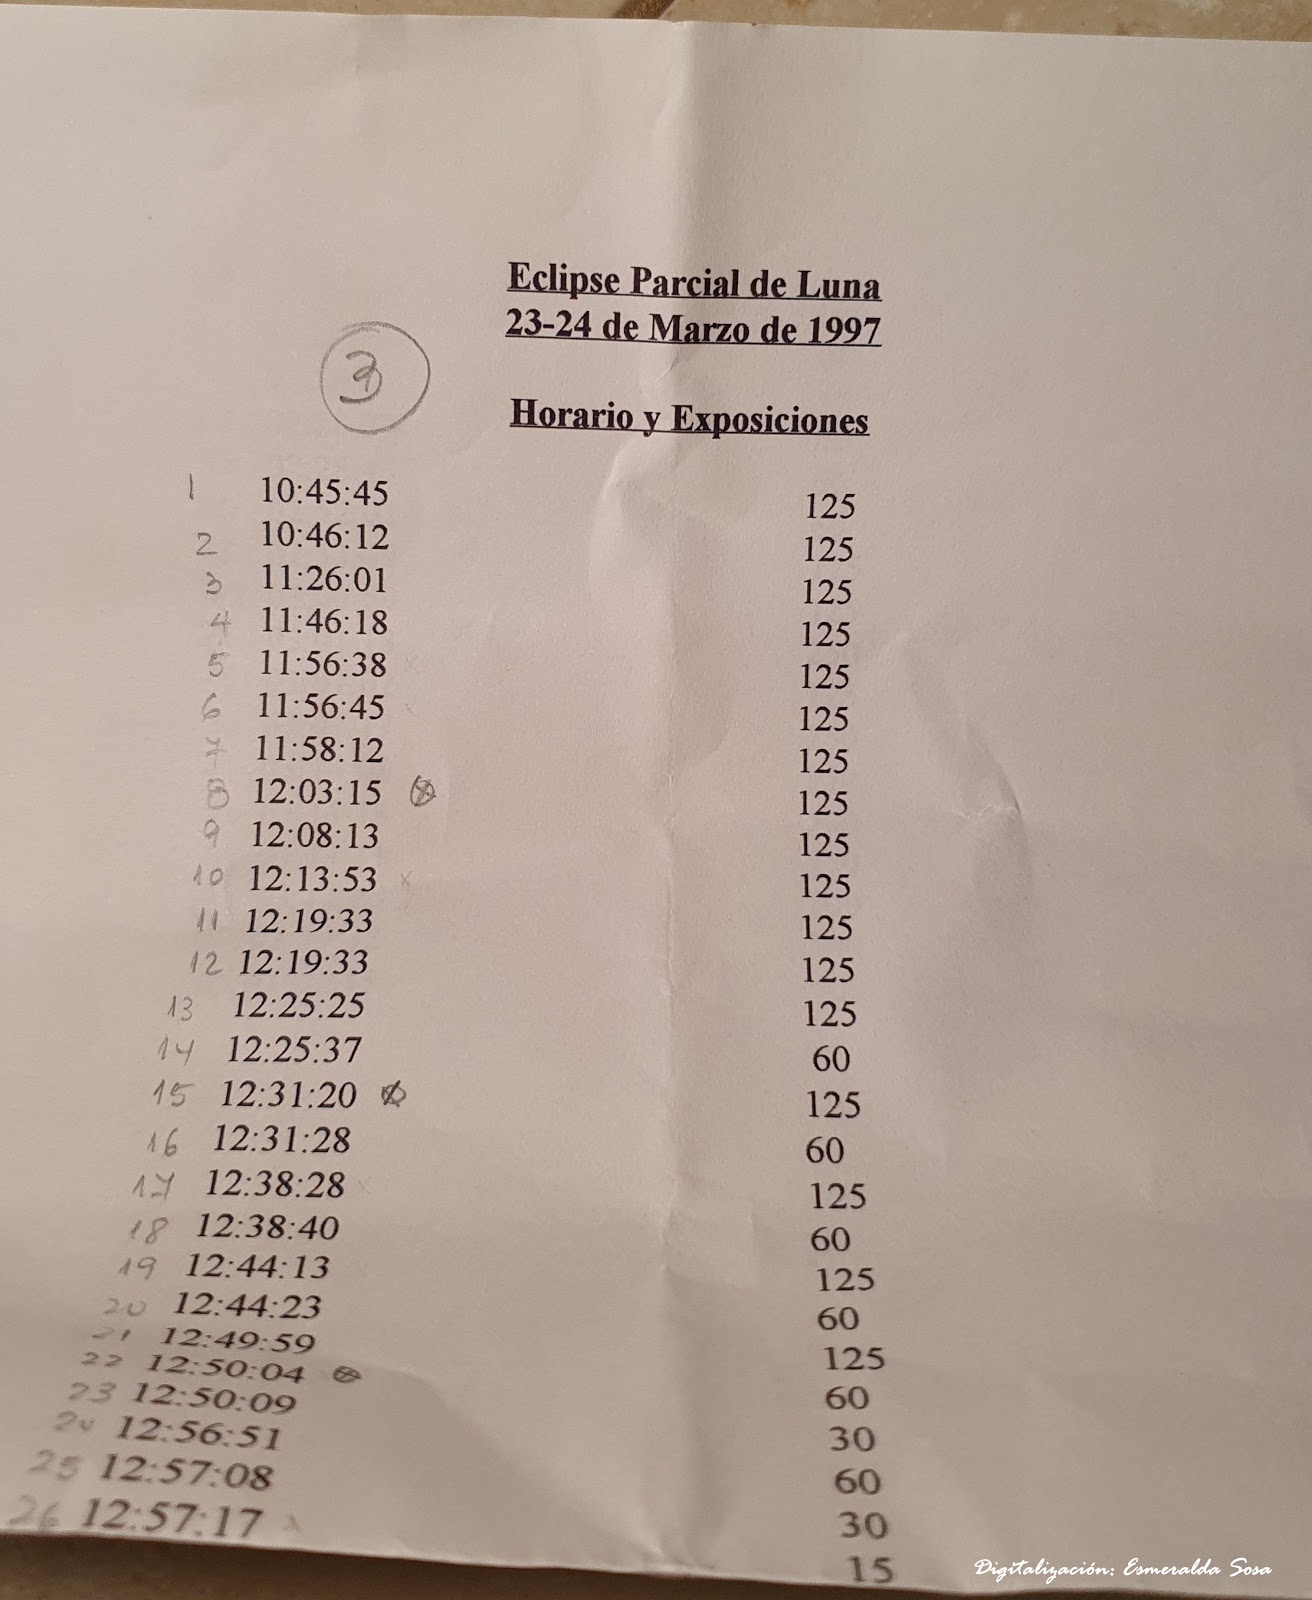 Eclipse Parcial de Luna
23-24 de Marzo de 1997
3
Horario y Exposiciones
1 10:45:45 125
2 10:46:12 125
3 11:26:01 125
4 11:46:18 125
5 11:56:38 125
6 11:56:45 125
7 11:58:12 125
8 12:03:15 125
9 12:08:13 125
10 12:13:53 125
11 12:19:33 125
12 12:19:33 125
13 12:25:25 125
14 12:25:37 60
15 12:31:20 125
16 12:31:28 60
17 12:38:28 125
18 12:38:40 60
19 12:44:13 125
20 12:44:23 60
21 12:49:59 125
22 12:50:04 60
23 12:50:09 30
24 12:56:51 60
25 12:57:08 30
26 12:57:17 15
Digitalización: Esmeralda Sosa